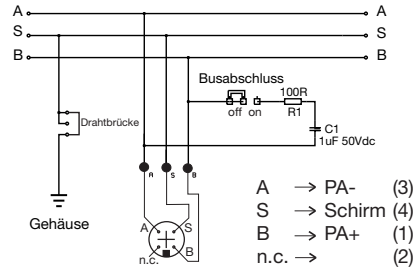 A A
S S
B B
Busabschluss
100R
off on R1
Drahtbrücke
C1
1uF 50Vdc
A S B
Gehäuse
A S
n.c. B
A → PA- (3)
S → Schirm (4)
B → PA+ (1)
n.c. → (2)